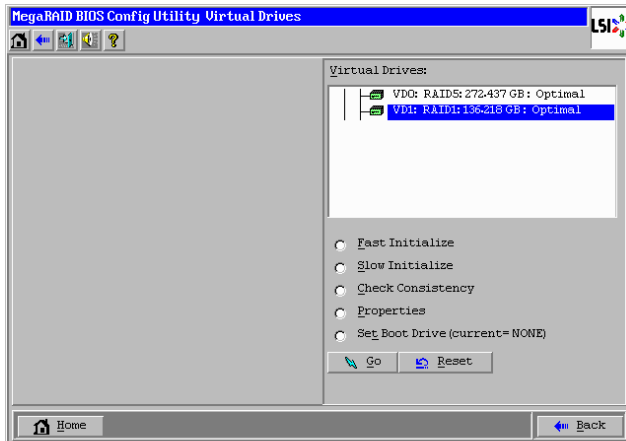 MegaRAID BIOS Config Utility Virtual Drives
LSI
Virtual Drives:
VD0: RAID5: 272.437 GB: Optimal
VD1: RAID1: 136.218 GB: Optimal
Fast Initialize
Slow Initialize
Check Consistency
Properties
Set Boot Drive (current= NONE)
Go Reset
Home Back